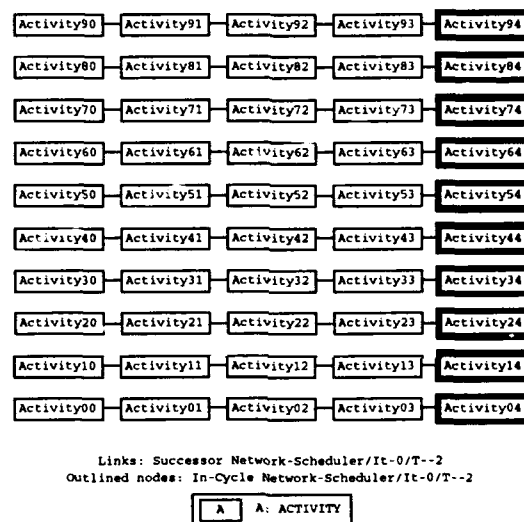 Activity90 Activity91 Activity92 Activity93 Activity94
Activity80 Activity81 Activity82 Activity83 Activity84
Activity70 Activity71 Activity72 Activity73 Activity74
Activity60 Activity61 Activity62 Activity63 Activity64
Activity50 Activity51 Activity52 Activity53 Activity54
Activity40 Activity41 Activity42 Activity43 Activity44
Activity30 Activity31 Activity32 Activity33 Activity34
Activity20 Activity21 Activity22 Activity23 Activity24
Activity10 Activity11 Activity12 Activity13 Activity14
Activity00 Activity01 Activity02 Activity03 Activity04
Links: Successor Network-Scheduler/It-0/T--2
Outlined nodes: In-Cycle Network-Scheduler/It-0/T--2
A A: ACTIVITY